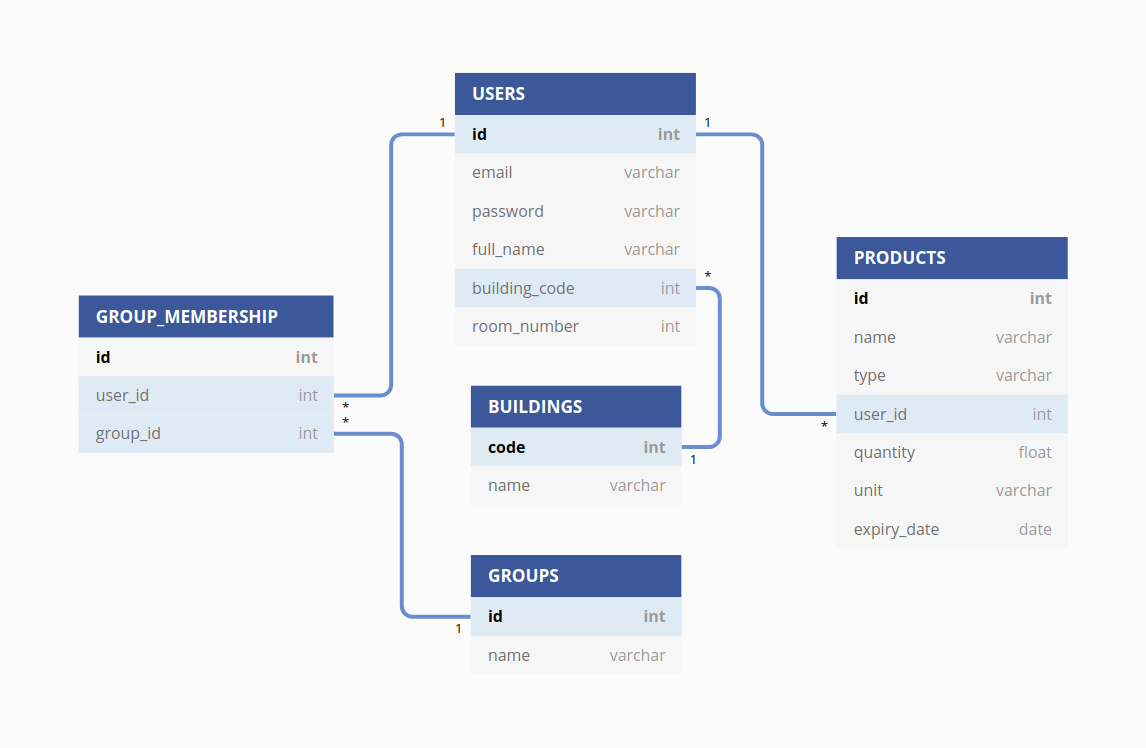 USERS
1
1
id int
email varchar
password varchar
full_name varchar
*
building_code int
room_number int
PRODUCTS
id int
name varchar
type varchar
user_id int
*
quantity float
unit varchar
expiry_date date
GROUP_MEMBERSHIP
id int
user_id int
*
*
group_id int
BUILDINGS
code int
1
name varchar
GROUPS
id int
1
name varchar